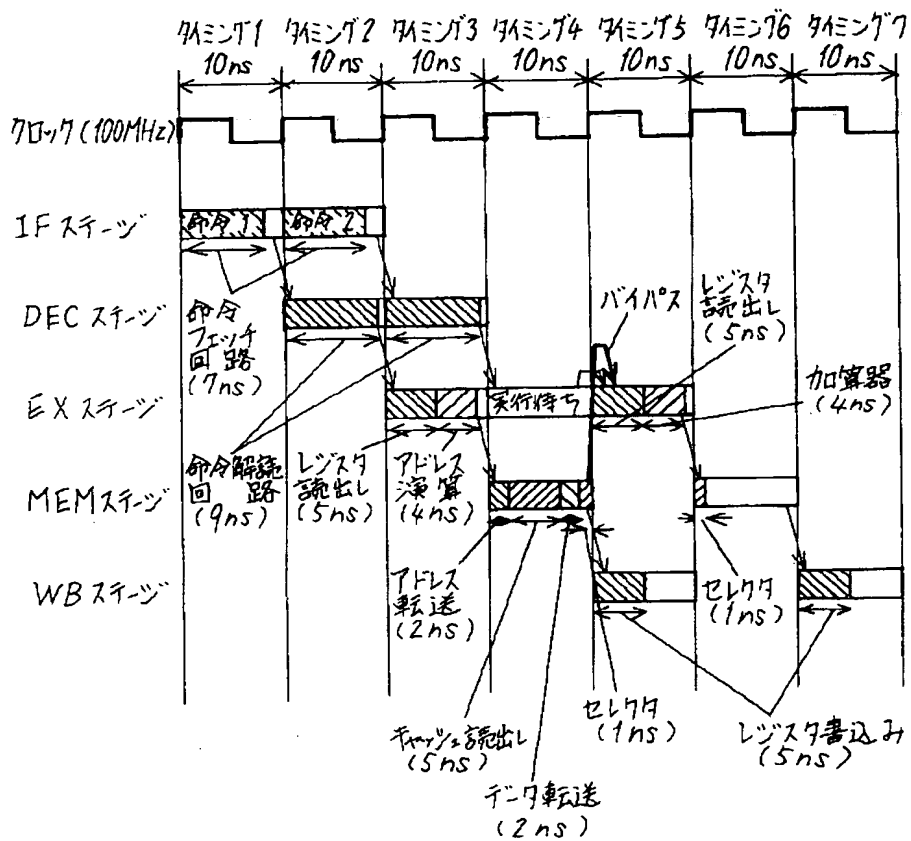 タイミング1 タイミング2 タイミング3 タイミング4 タイミング5 タイミング6 タイミング7
10ns 10ns 10ns 10ns 10ns 10ns 10ns
クロック(100MHz)
IFステージ
命令1 命令2
DECステージ
命令
フェッチ
回路
(7ns)
バイパス
レジスタ
読出し
(5ns)
EXステージ
実行待ち
加算器
(4ns)
命令解読
回路
(9ns)
レジスタ
読出し
(5ns)
アドレス
演算
(4ns)
MEMステージ
アドレス
転送
(2ns)
セレクタ
(1ns)
WBステージ
キャッシュ読出し
(5ns)
セレクタ
(1ns)
レジスタ書込み
(5ns)
データ転送
(2ns)